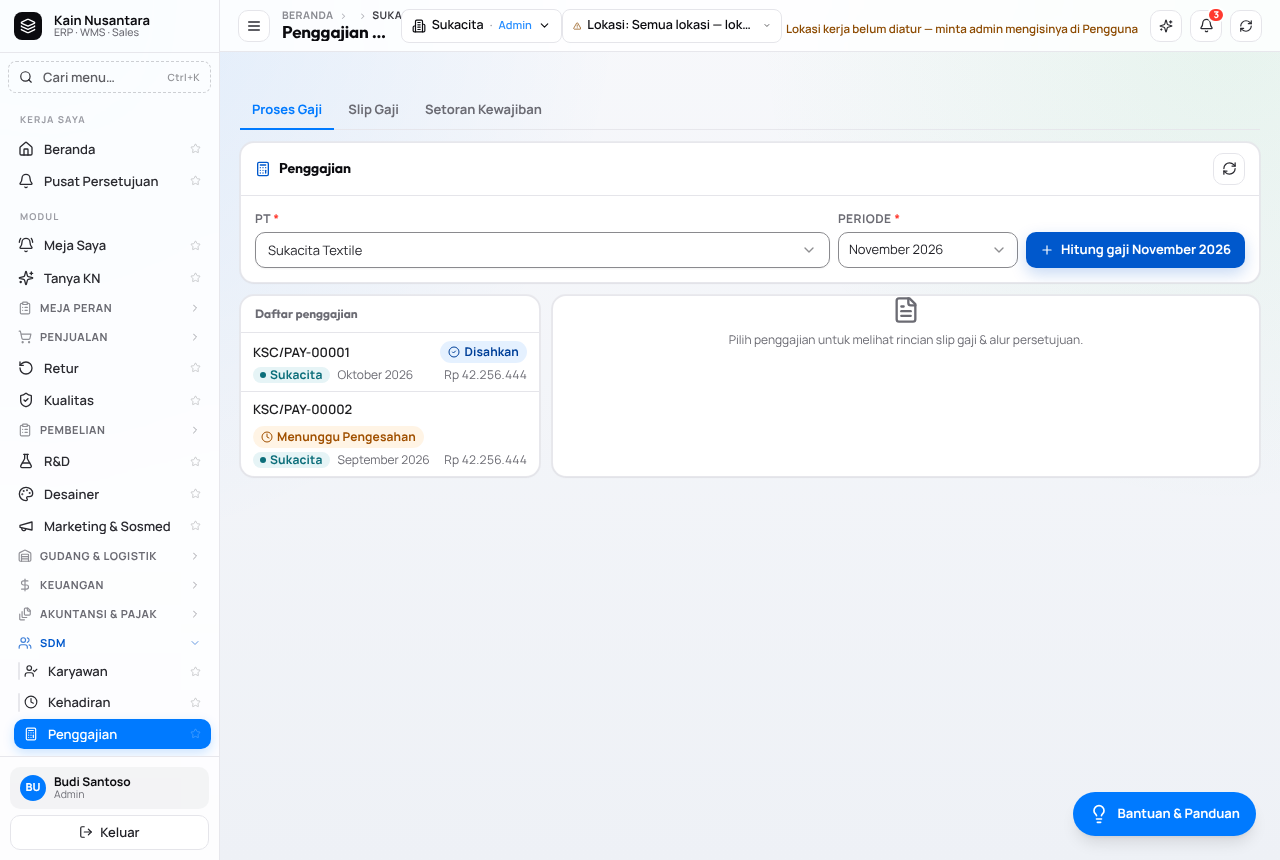 Kain Nusantara
ERP · WMS · Sales
Cari menu... Ctrl+K
KERJA SAYA
Beranda
Pusat Persetujuan
MODUL
Meja Saya
Tanya KN
MEJA PERAN
PENJUALAN
Retur
Kualitas
PEMBELIAN
R&D
Desainer
Marketing & Sosmed
GUDANG & LOGISTIK
KEUANGAN
AKUNTANSI & PAJAK
SDM
Karyawan
Kehadiran
Penggajian
BU Budi Santoso
Admin
Keluar
BERANDA > > SUKA
Penggajian ...
Sukacita · Admin
Lokasi: Semua lokasi — lok...
Lokasi kerja belum diatur — minta admin mengisinya di Pengguna
3
Proses Gaji Slip Gaji Setoran Kewajiban
Penggajian
PT * PERIODE *
Sukacita Textile November 2026 + Hitung gaji November 2026
Daftar penggajian
KSC/PAY-00001 Disahkan
Sukacita Oktober 2026 Rp 42.256.444
KSC/PAY-00002
Menunggu Pengesahan
Sukacita September 2026 Rp 42.256.444
Pilih penggajian untuk melihat rincian slip gaji & alur persetujuan.
Bantuan & Panduan